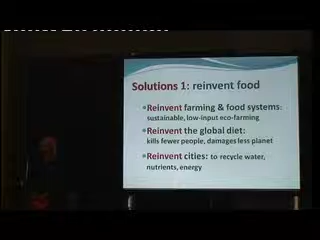 Solutions 1: reinvent food
•Reinvent farming & food systems:
sustainable, low-input eco-farming
•Reinvent the global diet:
kills fewer people, damages less planet
•Reinvent cities: to recycle water,
nutrients, energy